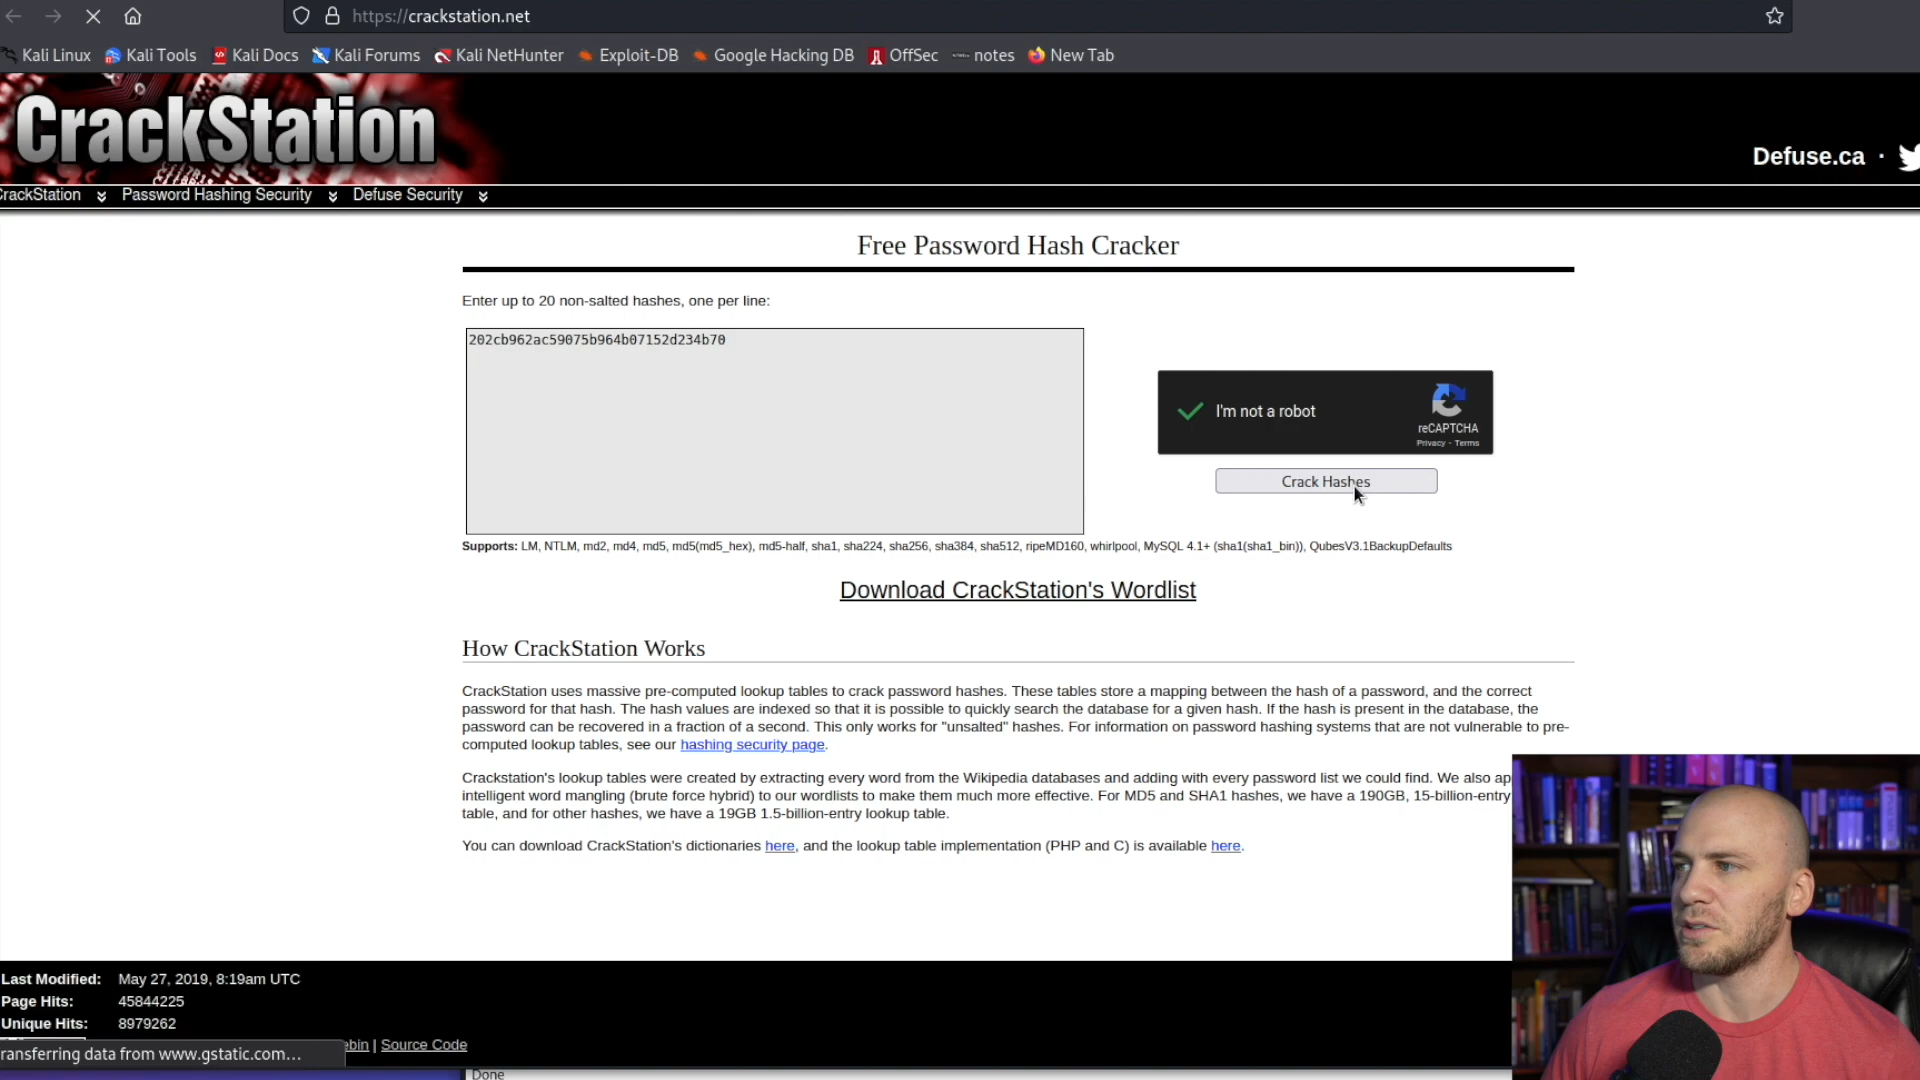 https://crackstation.net
Kali Linux Kali Tools Kali Docs Kali Forums Kali NetHunter Exploit-DB Google Hacking DB OffSec notes New Tab
CrackStation
Defuse.ca ·
CrackStation Password Hashing Security Defuse Security
Free Password Hash Cracker
Enter up to 20 non-salted hashes, one per line:
202cb962ac59075b964b07152d234b70
I'm not a robot
reCAPTCHA
Privacy - Terms
Crack Hashes
Supports: LM, NTLM, md2, md4, md5, md5(md5_hex), md5-half, sha1, sha224, sha256, sha384, sha512, ripeMD160, whirlpool, MySQL 4.1+ (sha1(sha1_bin)), QubesV3.1BackupDefaults
Download CrackStation's Wordlist
How CrackStation Works
CrackStation uses massive pre-computed lookup tables to crack password hashes. These tables store a mapping between the hash of a password, and the correct
password for that hash. The hash values are indexed so that it is possible to quickly search the database for a given hash. If the hash is present in the database, the
password can be recovered in a fraction of a second. This only works for "unsalted" hashes. For information on password hashing systems that are not vulnerable to pre-
computed lookup tables, see our hashing security page.
Crackstation's lookup tables were created by extracting every word from the Wikipedia databases and adding with every password list we could find. We also ap
intelligent word mangling (brute force hybrid) to our wordlists to make them much more effective. For MD5 and SHA1 hashes, we have a 190GB, 15-billion-entry
table, and for other hashes, we have a 19GB 1.5-billion-entry lookup table.
You can download CrackStation's dictionaries here, and the lookup table implementation (PHP and C) is available here.
Last Modified: May 27, 2019, 8:19am UTC
Page Hits: 45844225
Unique Hits: 8979262
ebin | Source Code
ransferring data from www.gstatic.com...
Done